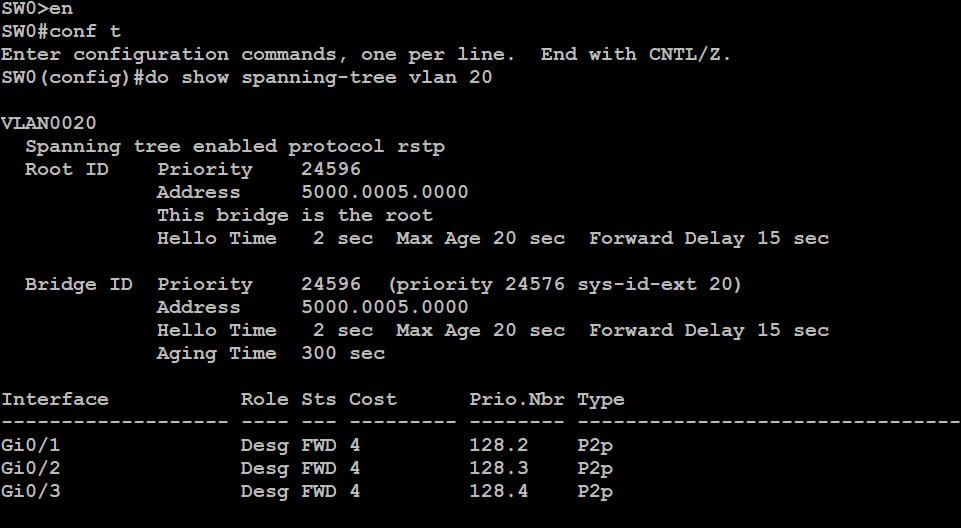 SW0>en
SW0#conf t
Enter configuration commands, one per line.  End with CNTL/Z.
SW0(config)#do show spanning-tree vlan 20

VLAN0020
  Spanning tree enabled protocol rstp
  Root ID    Priority    24596
             Address     5000.0005.0000
             This bridge is the root
             Hello Time   2 sec  Max Age 20 sec  Forward Delay 15 sec

  Bridge ID  Priority    24596  (priority 24576 sys-id-ext 20)
             Address     5000.0005.0000
             Hello Time   2 sec  Max Age 20 sec  Forward Delay 15 sec
             Aging Time  300 sec

Interface           Role Sts Cost      Prio.Nbr Type
------------------- ---- --- --------- -------- --------------------------------
Gi0/1               Desg FWD 4         128.2    P2p
Gi0/2               Desg FWD 4         128.3    P2p
Gi0/3               Desg FWD 4         128.4    P2p